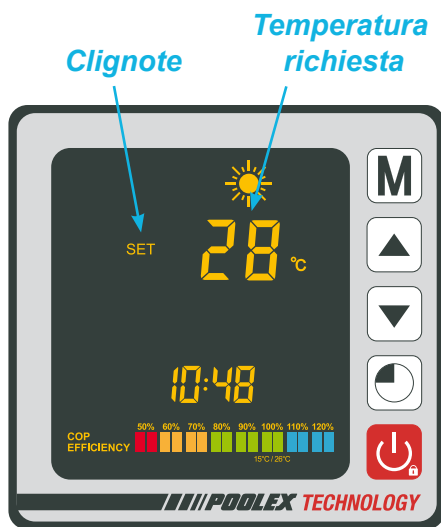 Temperatura
Clignote richiesta
M
SET 28 °C
10:48
50% 60% 70% 80% 90% 100% 110% 120%
COP
EFFICIENCY
15°C / 26°C
POOLEX TECHNOLOGY